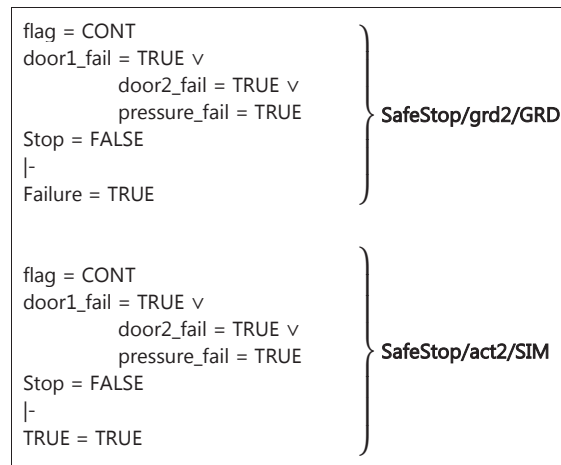 flag = CONT
door1_fail = TRUE ∨
door2_fail = TRUE ∨
pressure_fail = TRUE
Stop = FALSE
|-
Failure = TRUE
SafeStop/grd2/GRD
flag = CONT
door1_fail = TRUE ∨
door2_fail = TRUE ∨
pressure_fail = TRUE
Stop = FALSE
|-
TRUE = TRUE
SafeStop/act2/SIM